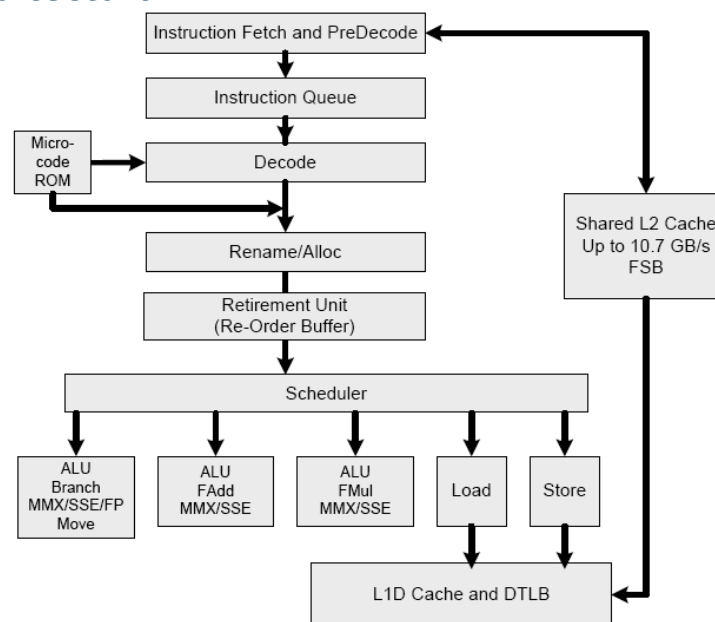 Instruction Fetch and PreDecode
Instruction Queue
Micro-
code
ROM
Decode
Shared L2 Cache
Up to 10.7 GB/s
FSB
Rename/Alloc
Retirement Unit
(Re-Order Buffer)
Scheduler
ALU
Branch
MMX/SSE/FP
Move
ALU
FAdd
MMX/SSE
ALU
FMul
MMX/SSE
Load
Store
L1D Cache and DTLB